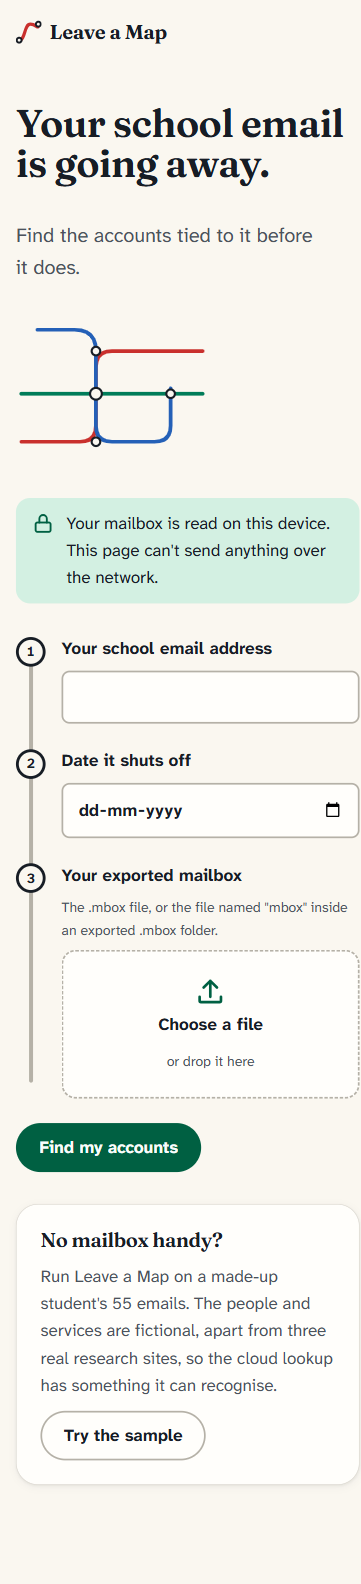 Leave a Map
Your school email
is going away.
Find the accounts tied to it before
it does.
Your mailbox is read on this device.
This page can't send anything over
the network.
1
Your school email address
2
Date it shuts off
dd-mm-yyyy
3
Your exported mailbox
The .mbox file, or the file named "mbox" inside
an exported .mbox folder.
Choose a file
or drop it here
Find my accounts
No mailbox handy?
Run Leave a Map on a made-up
student's 55 emails. The people and
services are fictional, apart from three
real research sites, so the cloud lookup
has something it can recognise.
Try the sample